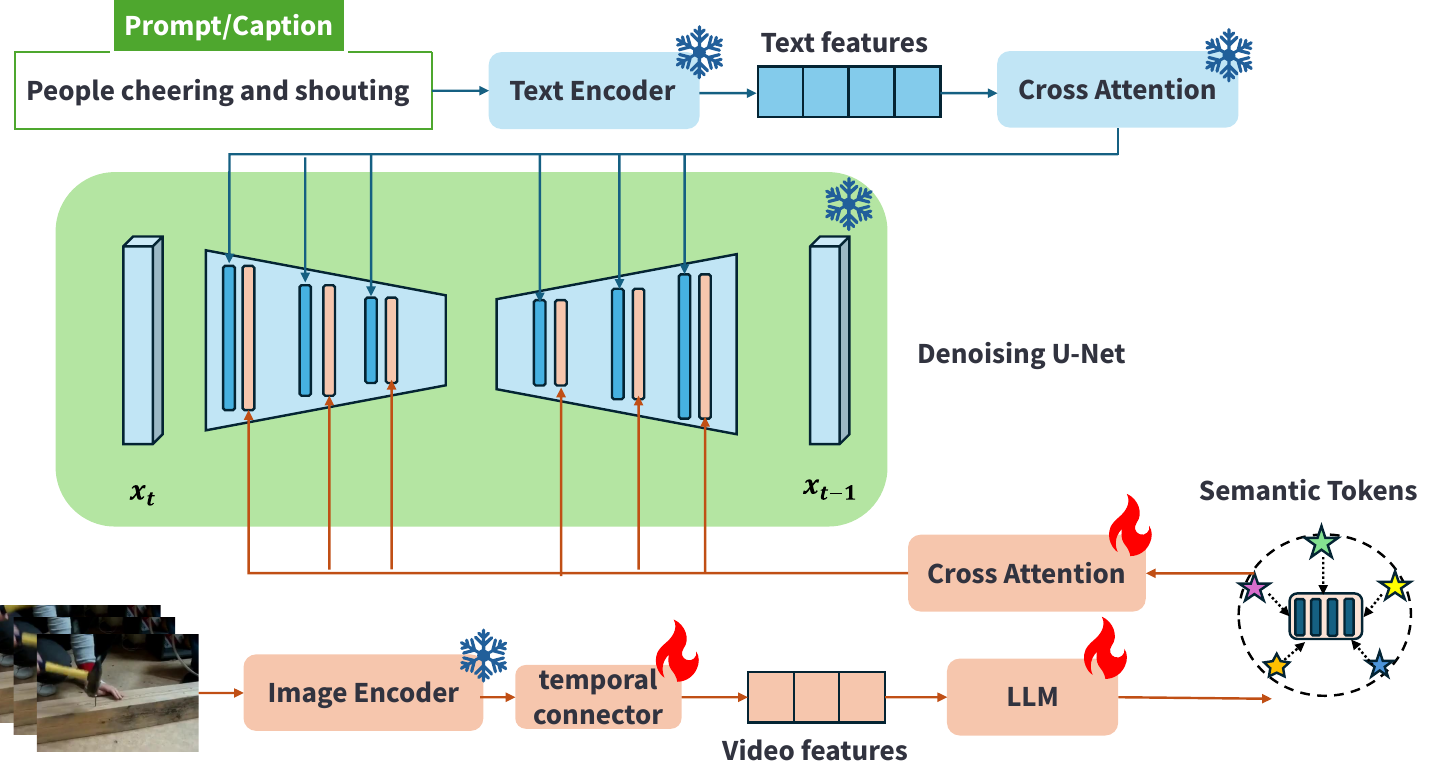 Prompt/Caption
People cheering and shouting
Text Encoder
Text features
Cross Attention
Denoising U-Net
x_t
x_{t−1}
Semantic Tokens
Cross Attention
Image Encoder
temporal
connector
Video features
LLM